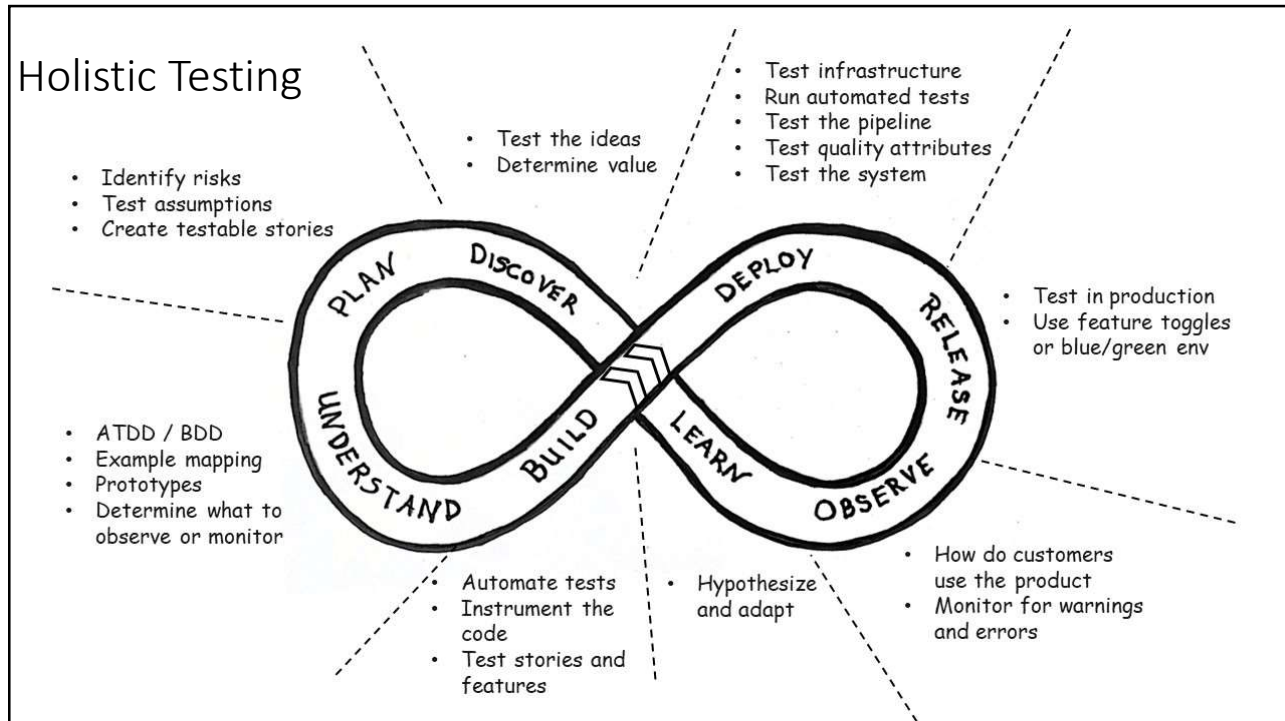 Holistic Testing
• Test the ideas
• Determine value
• Test infrastructure
• Run automated tests
• Test the pipeline
• Test quality attributes
• Test the system
• Identify risks
• Test assumptions
• Create testable stories
PLAN
DISCOVER
DEPLOY
RELEASE
• Test in production
• Use feature toggles
or blue/green env
UNDERSTAND
BUILD
LEARN
OBSERVE
• ATDD / BDD
• Example mapping
• Prototypes
• Determine what to
observe or monitor
• Automate tests
• Instrument the
code
• Test stories and
features
• Hypothesize
and adapt
• How do customers
use the product
• Monitor for warnings
and errors